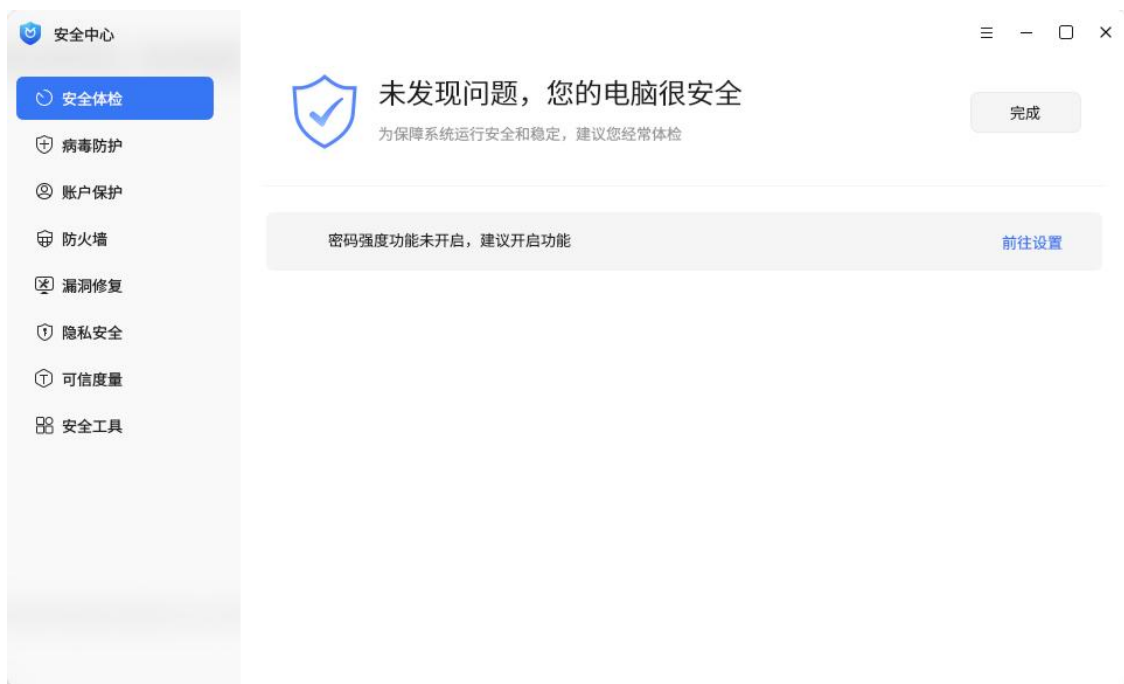 安全中心
安全体检
病毒防护
账户保护
防火墙
漏洞修复
隐私安全
可信度量
安全工具
未发现问题，您的电脑很安全
为保障系统运行安全和稳定，建议您经常体检
完成
密码强度功能未开启，建议开启功能
前往设置